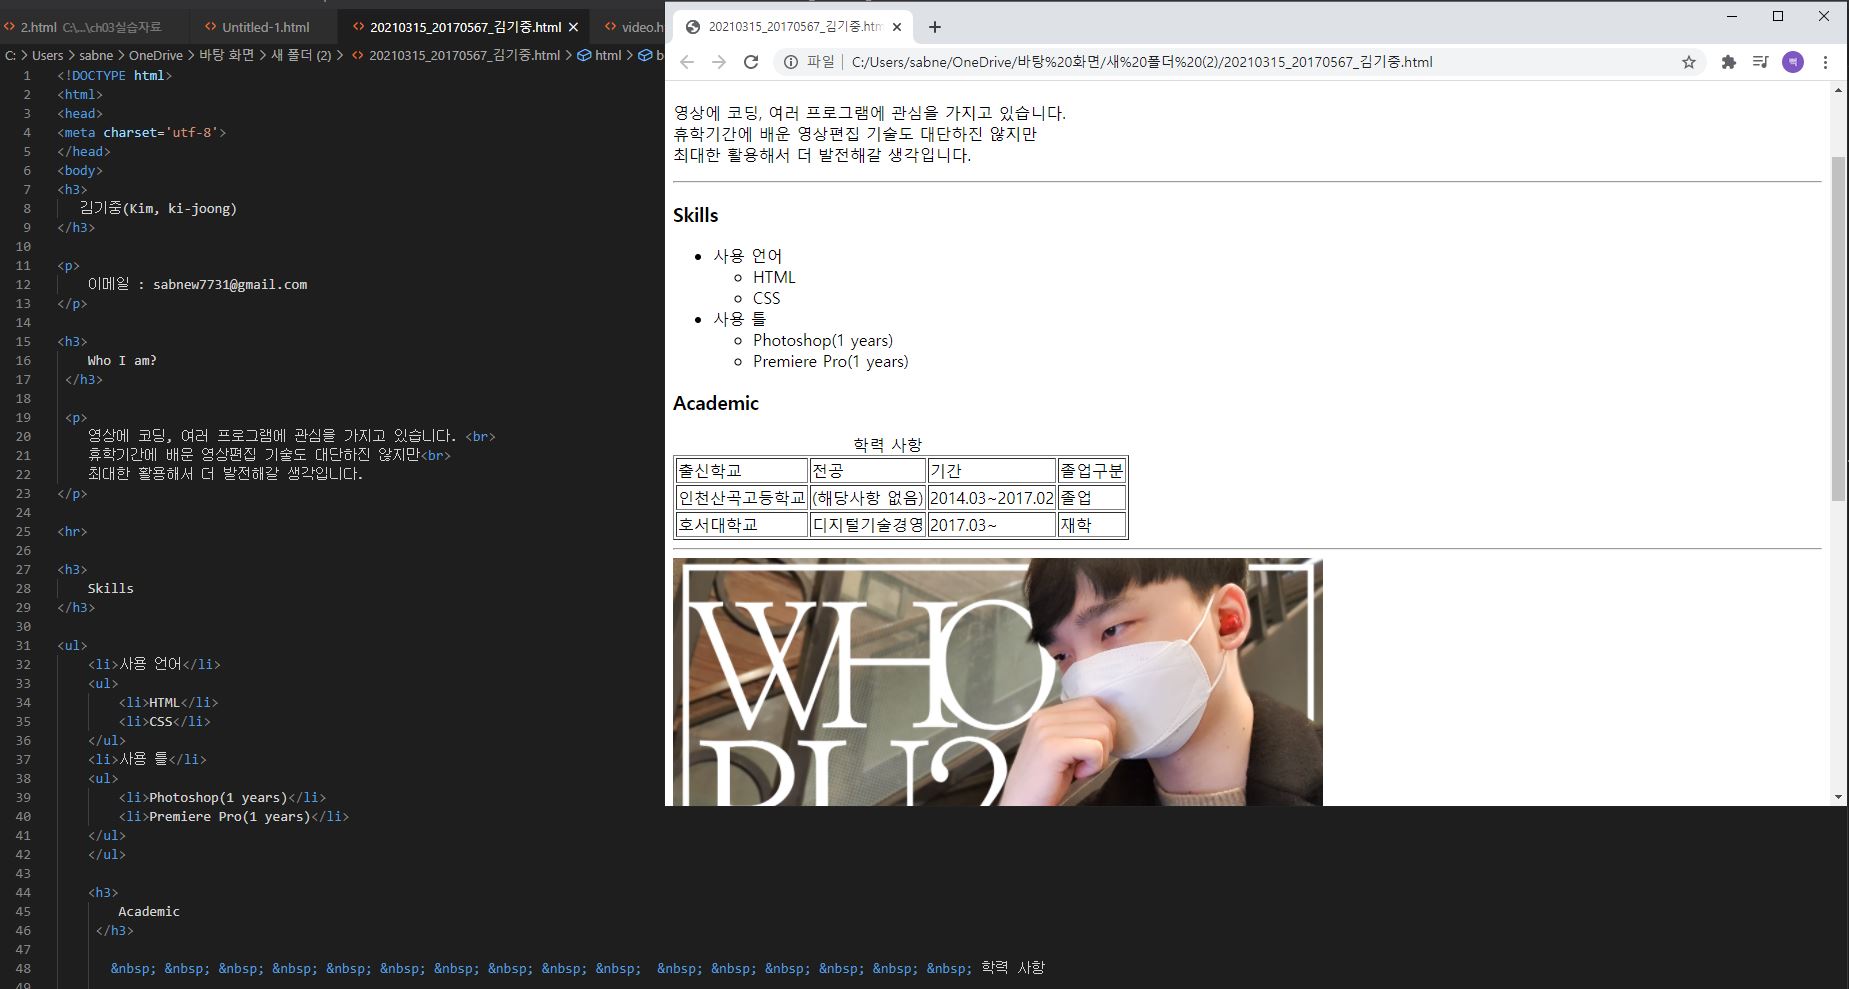 2.html C:\...\ch03실습자료
Untitled-1.html
20210315_20170567_김기중.html
video.h
C: > Users > sabne > OneDrive > 바탕 화면 > 새 폴더 (2) > 20210315_20170567_김기중.html > html > b
1 <!DOCTYPE html>
2 <html>
3 <head>
4 <meta charset='utf-8'>
5 </head>
6 <body>
7 <h3>
8 김기중(Kim, ki-joong)
9 </h3>
10
11 <p>
12 이메일 : sabnew7731@gmail.com
13 </p>
14
15 <h3>
16 Who I am?
17 </h3>
18
19 <p>
20 영상에 코딩, 여러 프로그램에 관심을 가지고 있습니다. <br>
21 휴학기간에 배운 영상편집 기술도 대단하진 않지만<br>
22 최대한 활용해서 더 발전해갈 생각입니다.
23 </p>
24
25 <hr>
26
27 <h3>
28 Skills
29 </h3>
30
31 <ul>
32 <li>사용 언어</li>
33 <ul>
34 <li>HTML</li>
35 <li>CSS</li>
36 </ul>
37 <li>사용 틀</li>
38 <ul>
39 <li>Photoshop(1 years)</li>
40 <li>Premiere Pro(1 years)</li>
41 </ul>
42 </ul>
43
44 <h3>
45 Academic
46 </h3>
47
48 &nbsp; &nbsp; &nbsp; &nbsp; &nbsp; &nbsp; &nbsp; &nbsp; &nbsp; &nbsp; &nbsp; &nbsp; &nbsp; &nbsp; &nbsp; &nbsp; 학력 사항
49
20210315_20170567_김기중.htm
파일 | C:/Users/sabne/OneDrive/바탕%20화면/새%20폴더%20(2)/20210315_20170567_김기중.html
영상에 코딩, 여러 프로그램에 관심을 가지고 있습니다.
휴학기간에 배운 영상편집 기술도 대단하진 않지만
최대한 활용해서 더 발전해갈 생각입니다.
Skills
사용 언어
HTML
CSS
사용 틀
Photoshop(1 years)
Premiere Pro(1 years)
Academic
학력 사항
출신학교 전공 기간 졸업구분
인천산곡고등학교 (해당사항 없음) 2014.03~2017.02 졸업
호서대학교 디지털기술경영 2017.03~ 재학
WHO